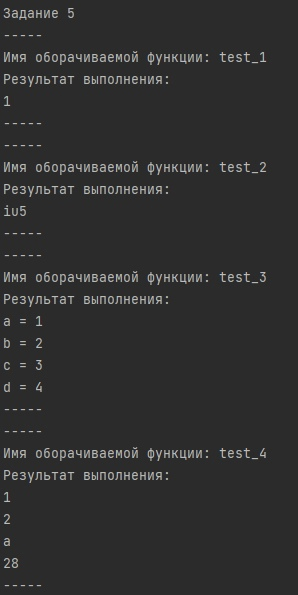 Задание 5
-----
Имя оборачиваемой функции: test_1
Результат выполнения:
1
-----
-----
Имя оборачиваемой функции: test_2
Результат выполнения:
iu5
-----
-----
Имя оборачиваемой функции: test_3
Результат выполнения:
a = 1
b = 2
c = 3
d = 4
-----
-----
Имя оборачиваемой функции: test_4
Результат выполнения:
1
2
a
28
-----